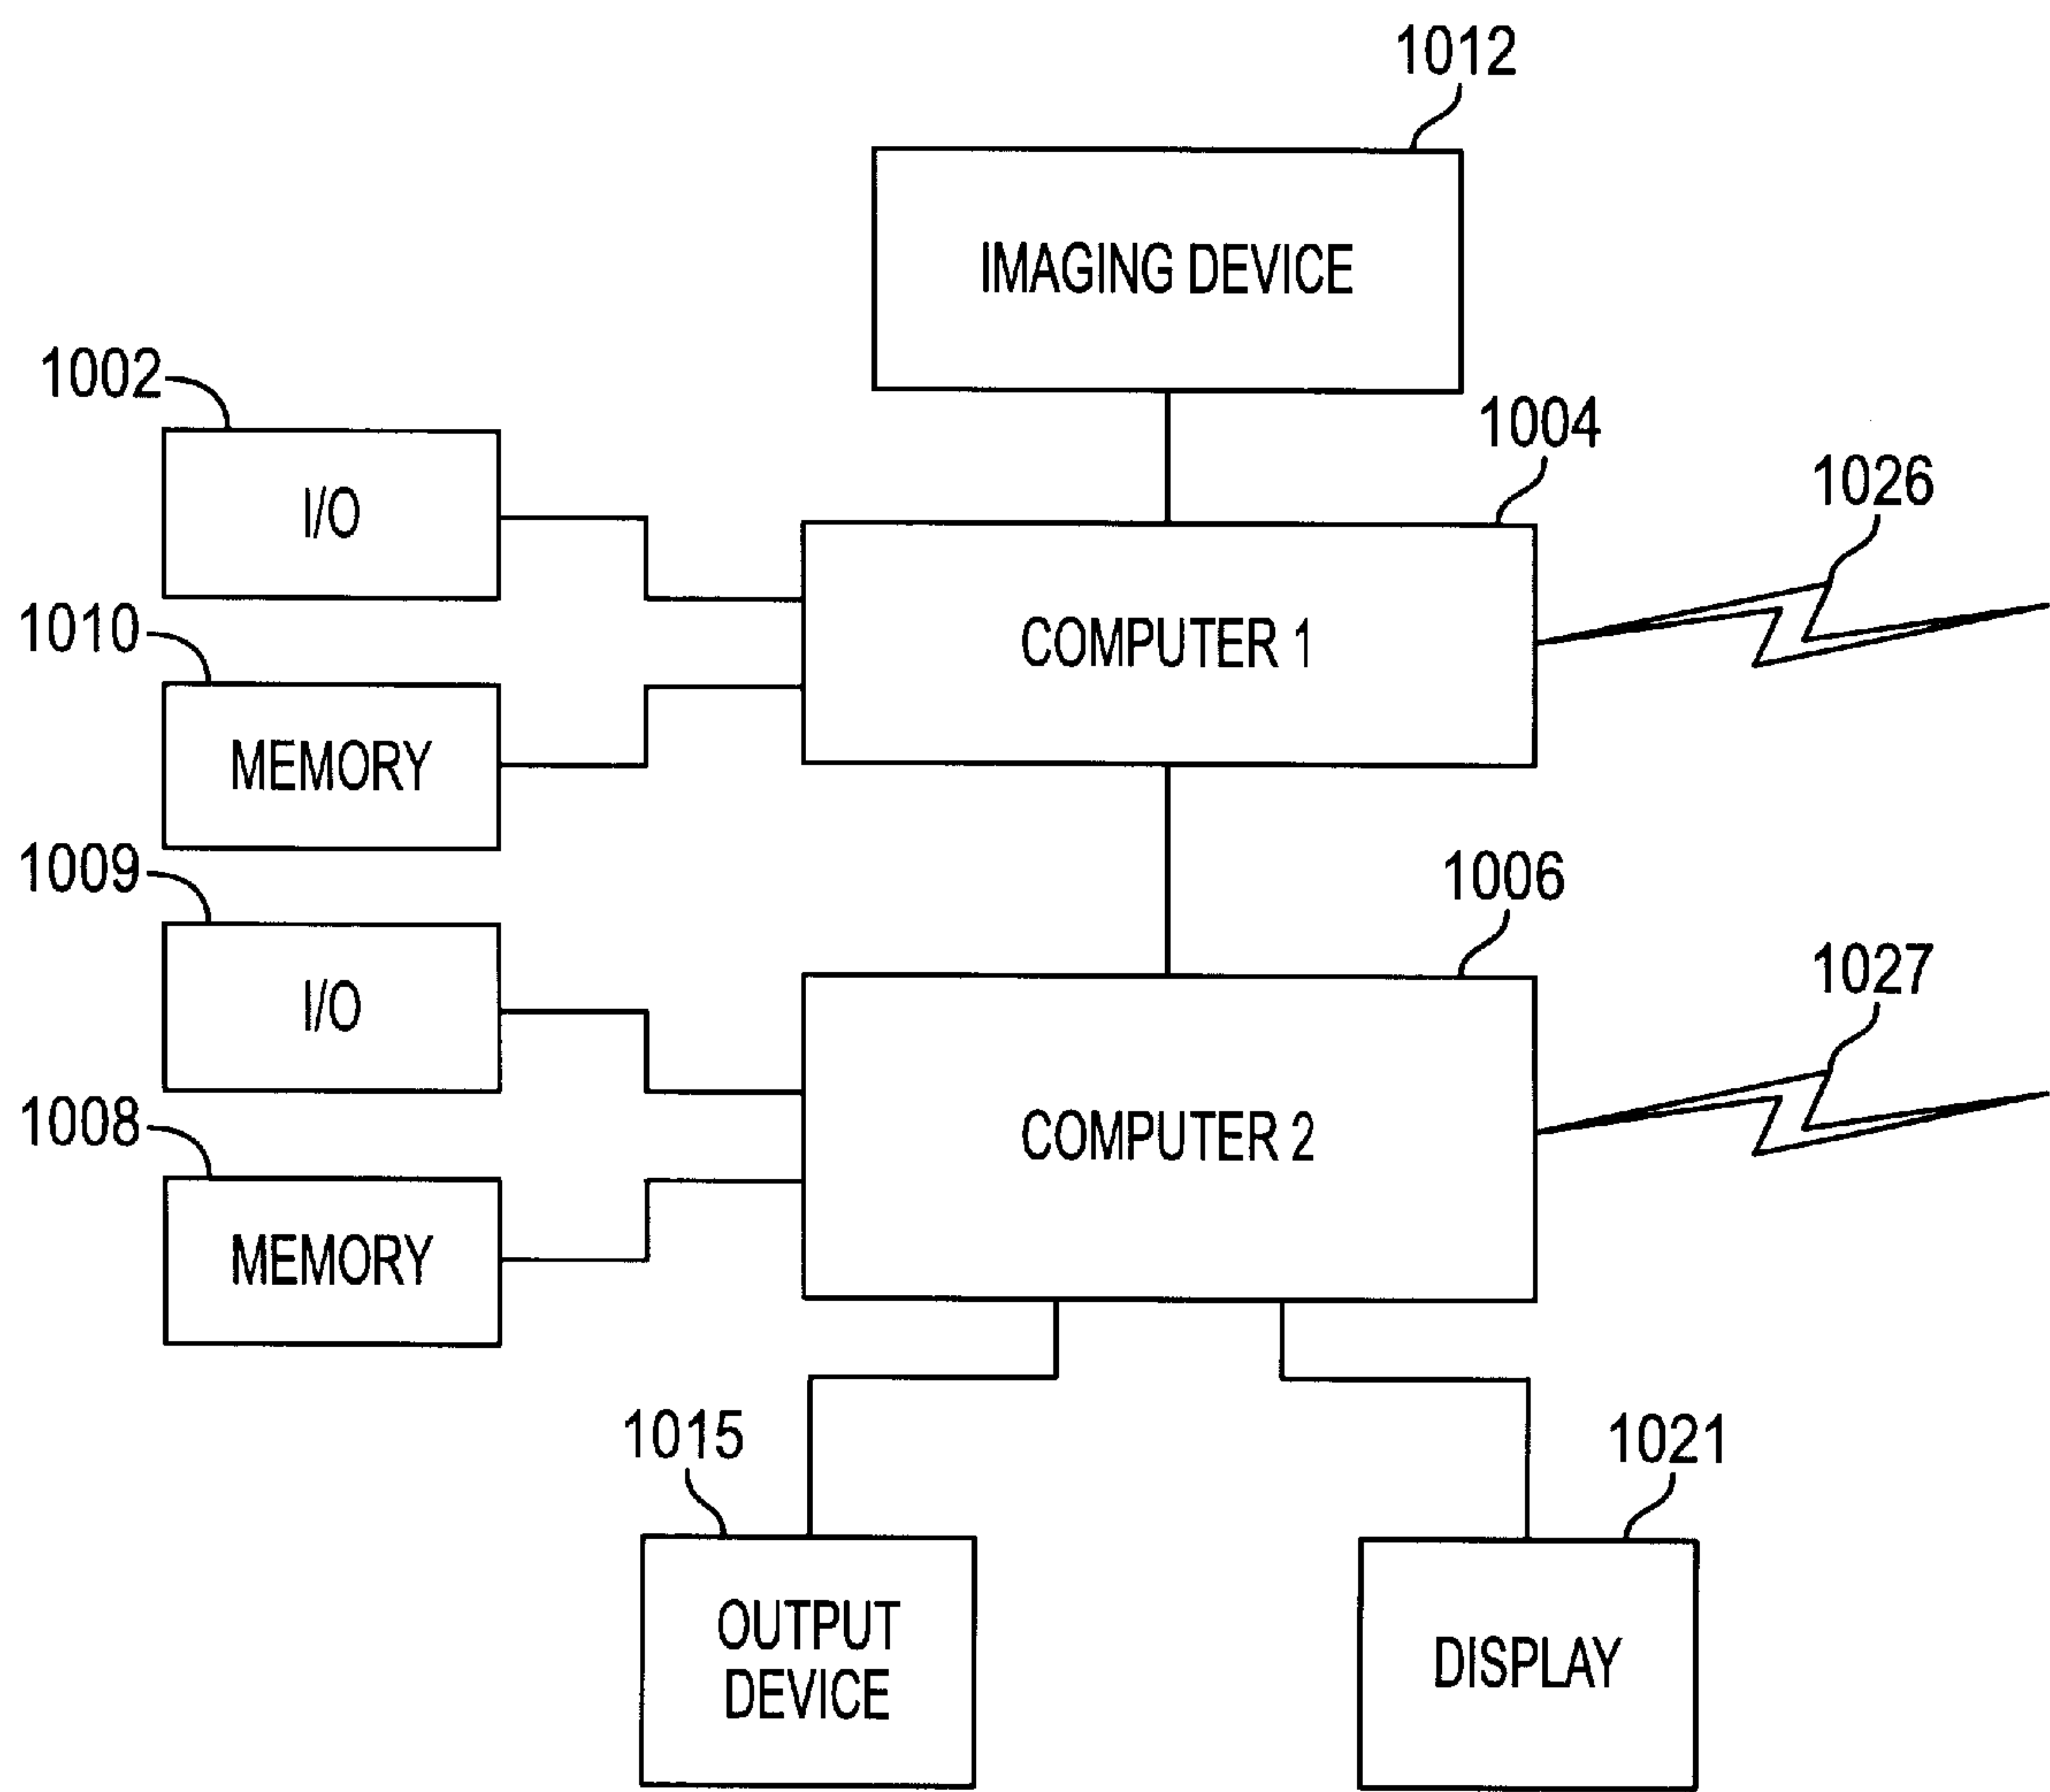 1012
IMAGING DEVICE
1002
I/O
1004
1026
1010
MEMORY
COMPUTER 1
1009
I/O
1006
1027
1008
MEMORY
COMPUTER 2
1015
OUTPUT
DEVICE
1021
DISPLAY